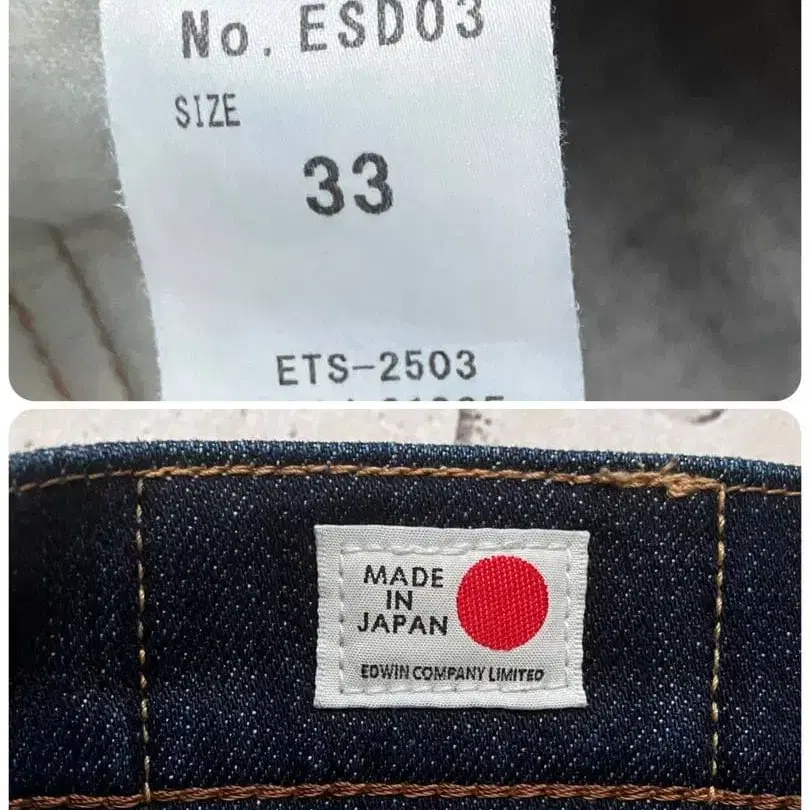 No. ESD03
SIZE
33
ETS-2503
MADE
IN
JAPAN
EDWIN COMPANY LIMITED